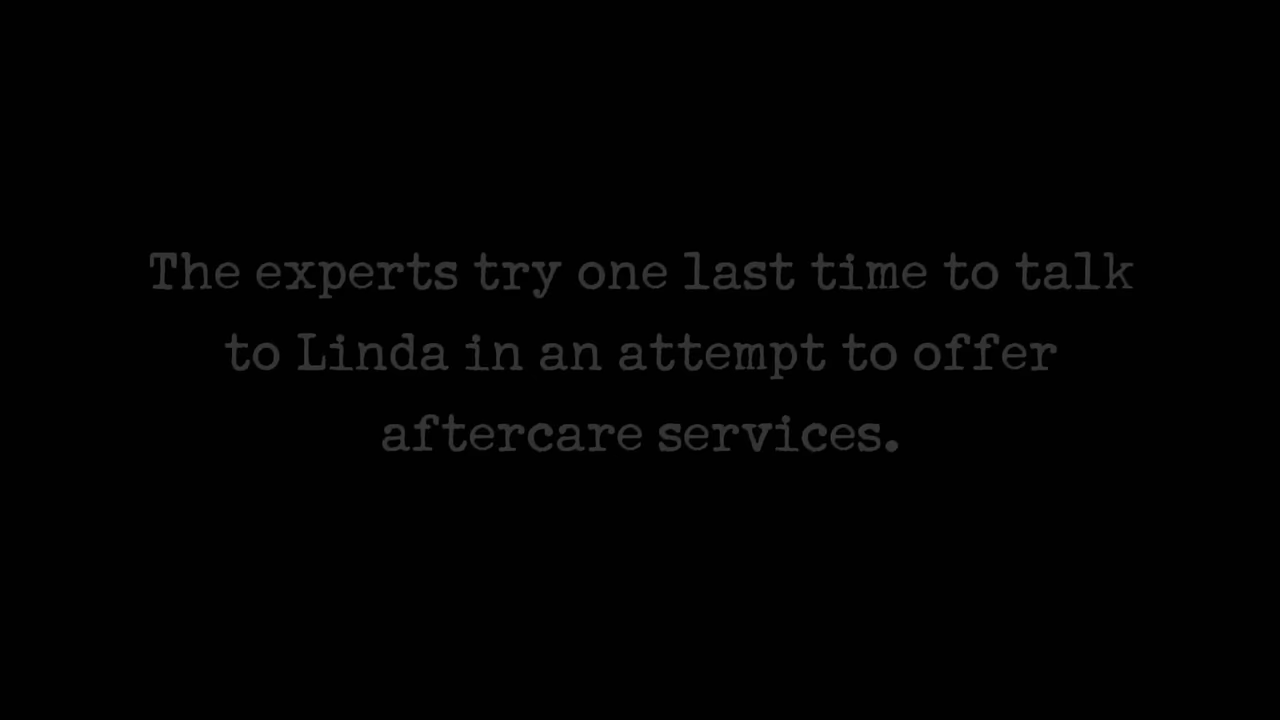 The experts try one last time to talk
to Linda in an attempt to offer
aftercare services.